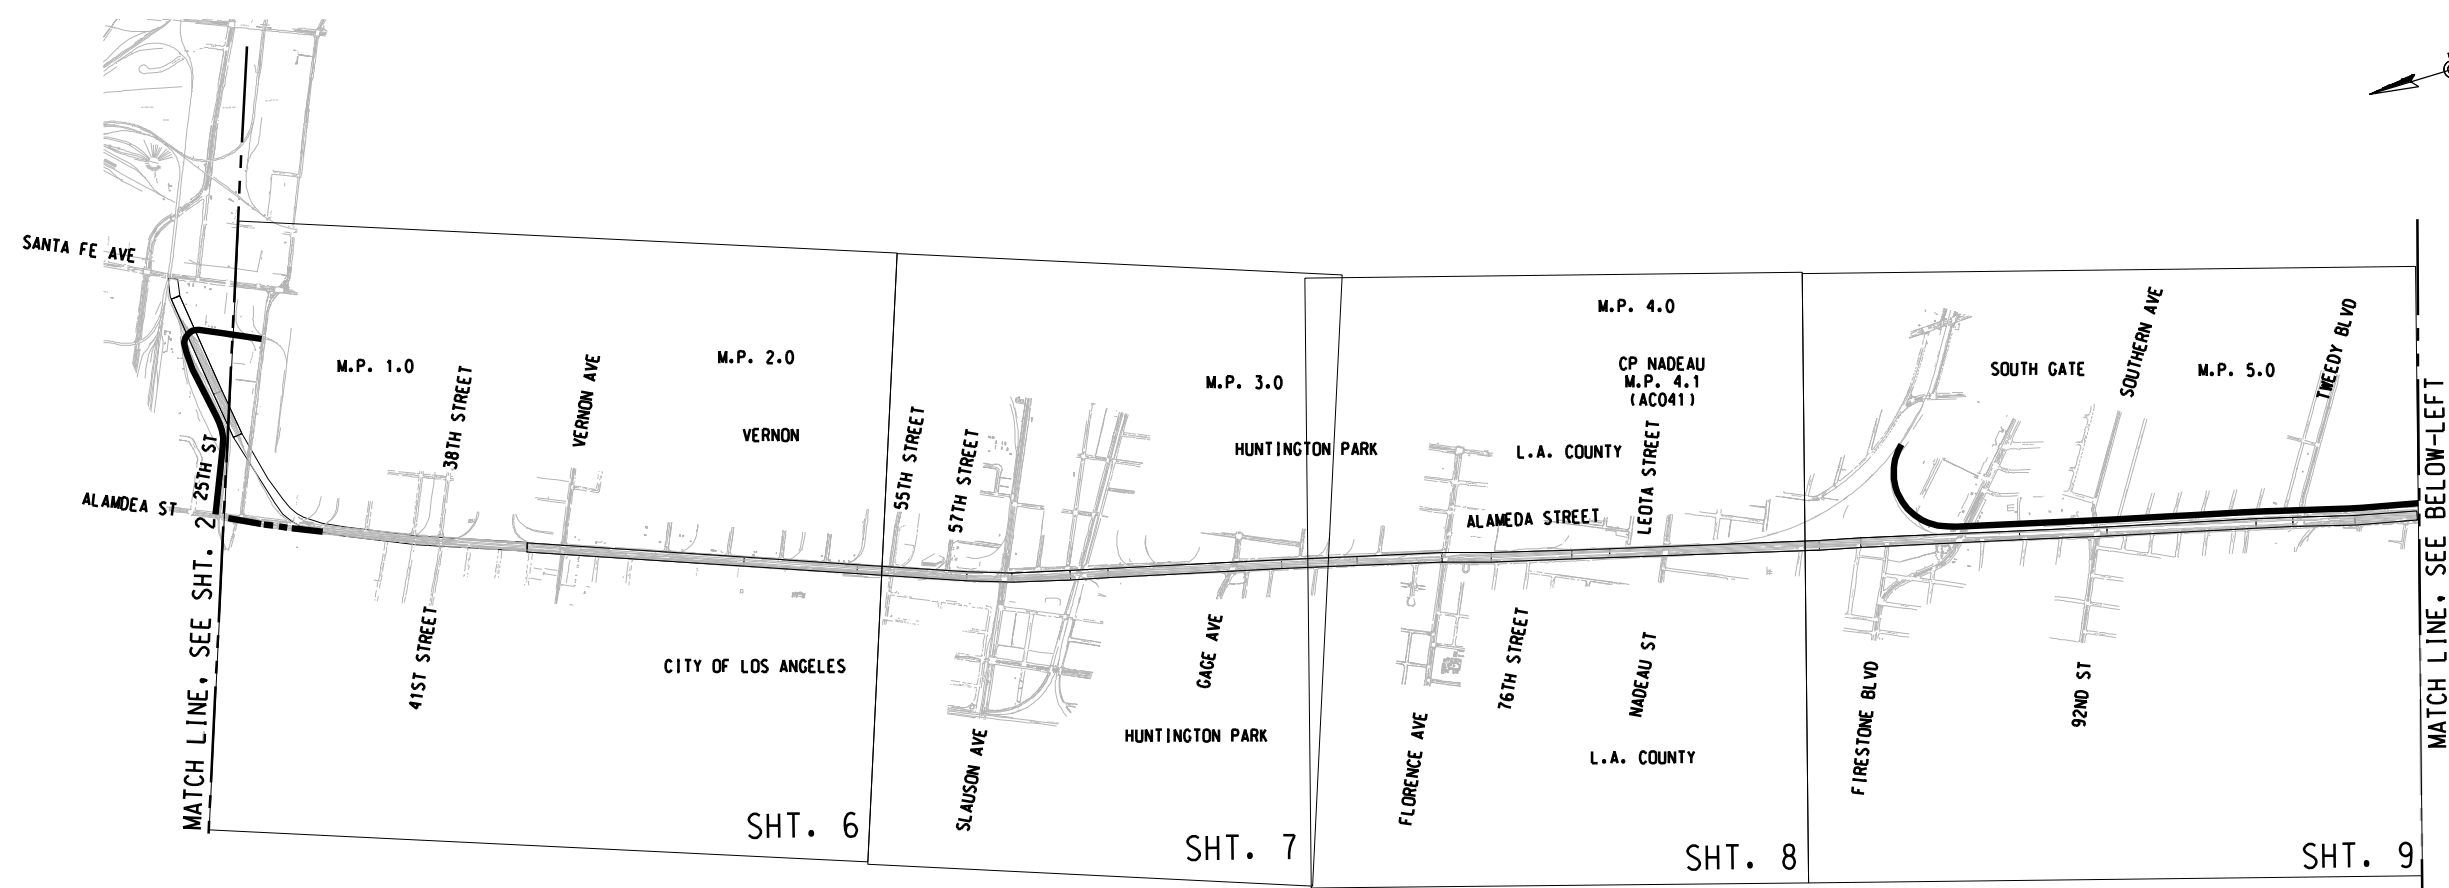 SANTA FE AVE
ALAMDEA ST
25TH ST
MATCH LINE, SEE SHT. 2
M.P. 1.0
38TH STREET
VERNON AVE
M.P. 2.0
VERNON
41ST STREET
CITY OF LOS ANGELES
SHT. 6
55TH STREET
57TH STREET
M.P. 3.0
HUNTINGTON PARK
SLAUSON AVE
GAGE AVE
HUNTINGTON PARK
SHT. 7
M.P. 4.0
CP NADEAU
M.P. 4.1
(AC041)
L.A. COUNTY
LEOTA STREET
ALAMEDA STREET
FLORENCE AVE
76TH STREET
NADEAU ST
L.A. COUNTY
SHT. 8
SOUTH GATE
SOUTHERN AVE
M.P. 5.0
TWEEDY BLVD
FIRESTONE BLVD
92ND ST
SHT. 9
MATCH LINE, SEE BELOW-LEFT